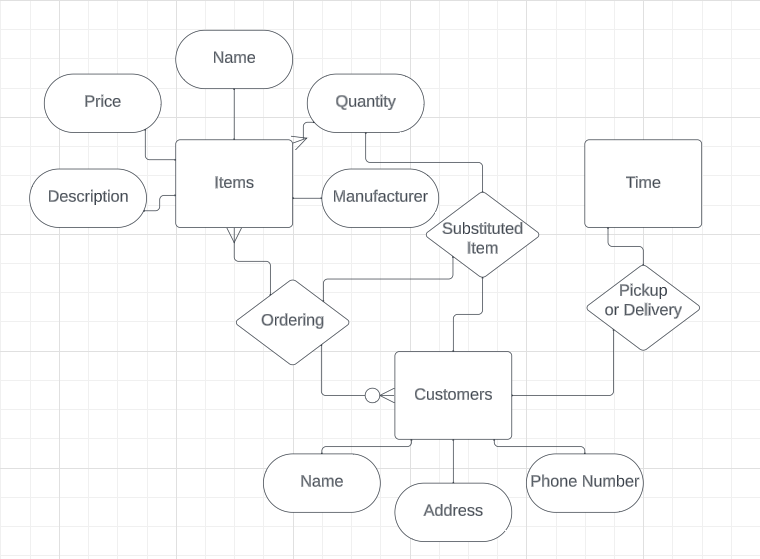 Name
Price
Quantity
Items
Time
Description
Manufacturer
Substituted
Item
Pickup
or Delivery
Ordering
Customers
Name
Address
Phone Number